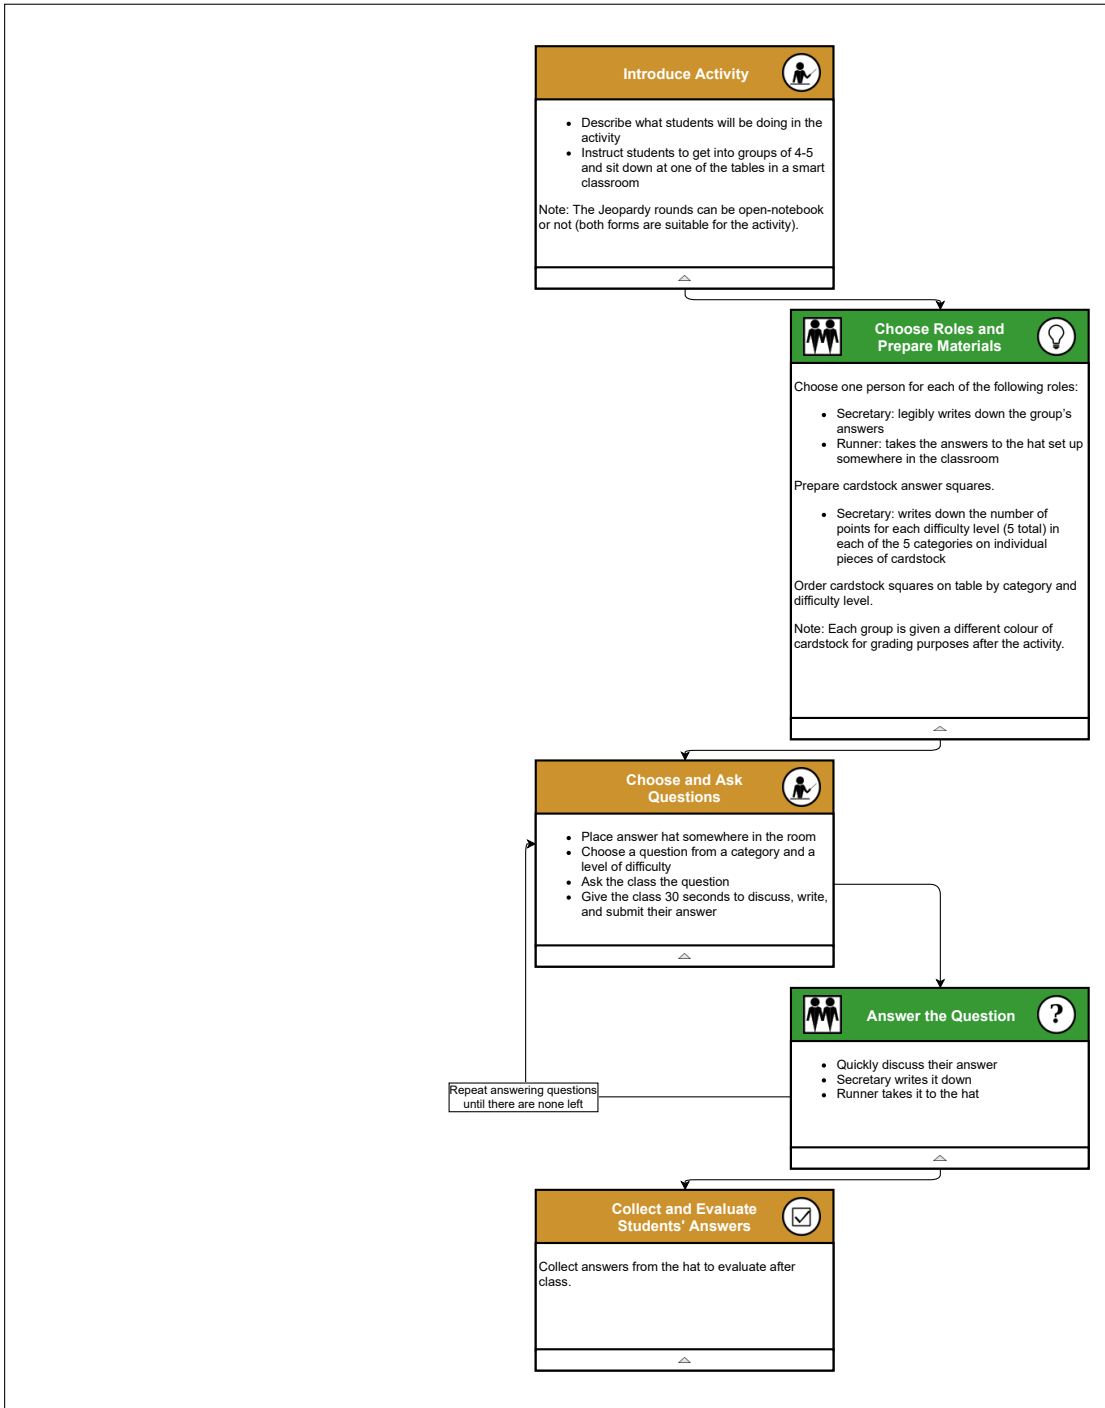 Introduce Activity
• Describe what students will be doing in the
activity
• Instruct students to get into groups of 4-5
and sit down at one of the tables in a smart
classroom
Note: The Jeopardy rounds can be open-notebook
or not (both forms are suitable for the activity).
Choose Roles and
Prepare Materials
Choose one person for each of the following roles:
• Secretary: legibly writes down the group's
answers
• Runner: takes the answers to the hat set up
somewhere in the classroom
Prepare cardstock answer squares.
• Secretary: writes down the number of
points for each difficulty level (5 total) in
each of the 5 categories on individual
pieces of cardstock
Order cardstock squares on table by category and
difficulty level.
Note: Each group is given a different colour of
cardstock for grading purposes after the activity.
Choose and Ask
Questions
• Place answer hat somewhere in the room
• Choose a question from a category and a
level of difficulty
• Ask the class the question
• Give the class 30 seconds to discuss, write,
and submit their answer
Answer the Question
?
• Quickly discuss their answer
• Secretary writes it down
• Runner takes it to the hat
Repeat answering questions
until there are none left
Collect and Evaluate
Students' Answers
Collect answers from the hat to evaluate after
class.